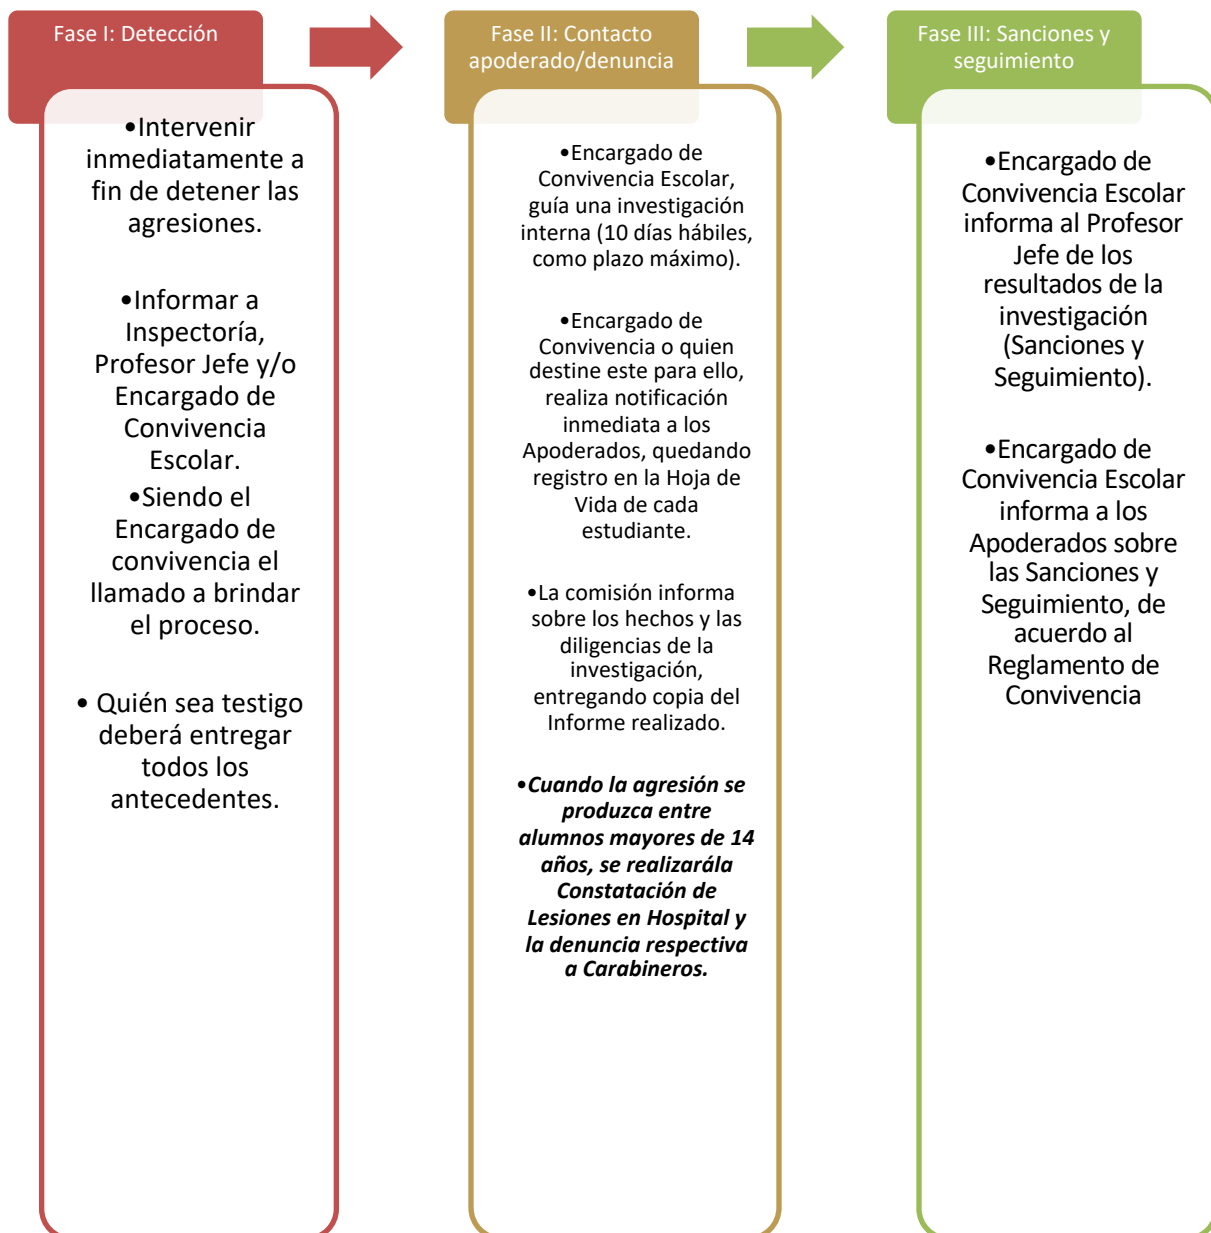 Fase I: Detección
•Intervenir
inmediatamente a
fin de detener las
agresiones.
•Informar a
Inspectoría,
Profesor Jefe y/o
Encargado de
Convivencia
Escolar.
•Siendo el
Encargado de
convivencia el
llamado a brindar
el proceso.
• Quién sea testigo
deberá entregar
todos los
antecedentes.
Fase II: Contacto
apoderado/denuncia
•Encargado de
Convivencia Escolar,
guía una investigación
interna (10 días hábiles,
como plazo máximo).
•Encargado de
Convivencia o quien
destine este para ello,
realiza notificación
inmediata a los
Apoderados, quedando
registro en la Hoja de
Vida de cada
estudiante.
•La comisión informa
sobre los hechos y las
diligencias de la
investigación,
entregando copia del
Informe realizado.
•Cuando la agresión se
produzca entre
alumnos mayores de 14
años, se realizarála
Constatación de
Lesiones en Hospital y
la denuncia respectiva
a Carabineros.
Fase III: Sanciones y
seguimiento
•Encargado de
Convivencia Escolar
informa al Profesor
Jefe de los
resultados de la
investigación
(Sanciones y
Seguimiento).
•Encargado de
Convivencia Escolar
informa a los
Apoderados sobre
las Sanciones y
Seguimiento, de
acuerdo al
Reglamento de
Convivencia